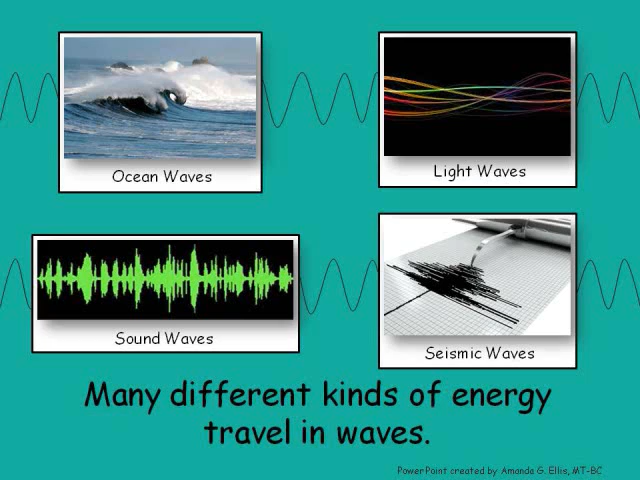 Ocean Waves
Light Waves
Sound Waves
Seismic Waves
Many different kinds of energy
travel in waves.
PowerPoint created by Amanda G. Ellis, MT-BC